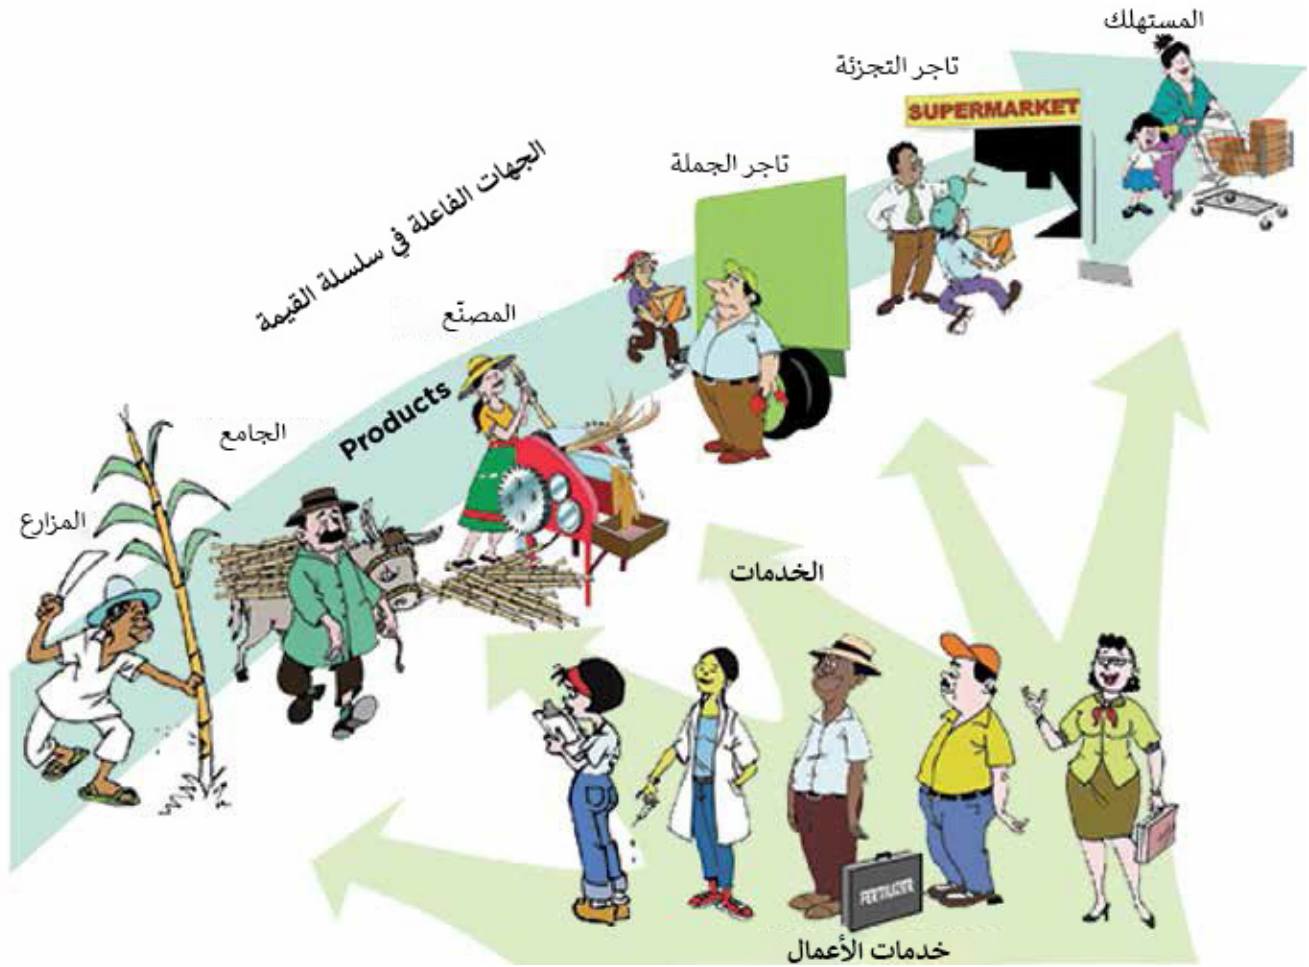 المستهلك
تاجر التجزئة
SUPERMARKET
تاجر الجملة
الجهات الفاعلة في سلسلة القيمة
المصنّع
Products
الجامع
المزارع
الخدمات
FERTILIZER
خدمات الأعمال